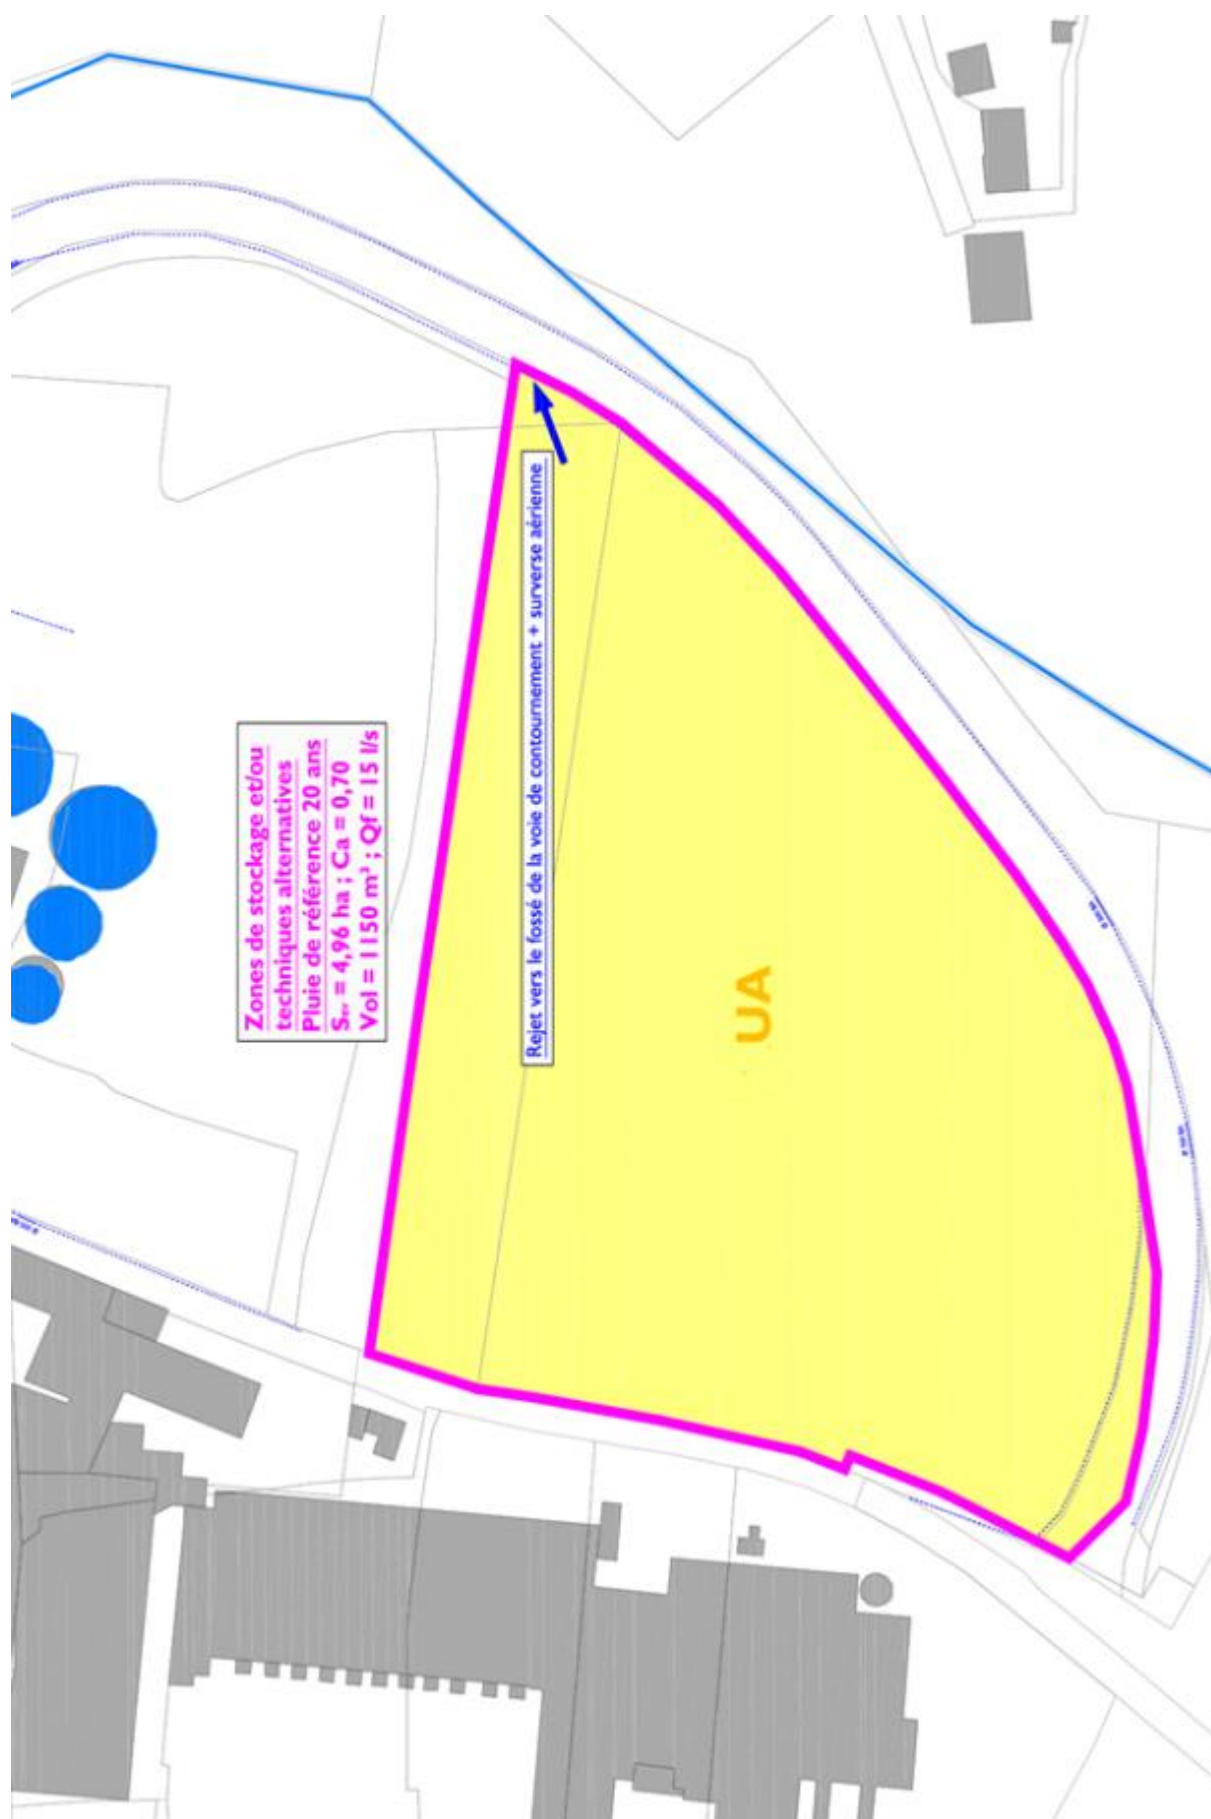 Zones de stockage et/ou
techniques alternatives
Pluie de référence 20 ans
= 4,96 ha ; Ca = 0,70
Vol = 1150 m³ ; Qf = 15 l/s
Rejet vers le fossé de la voie de contournement + surverse aérienne
UA